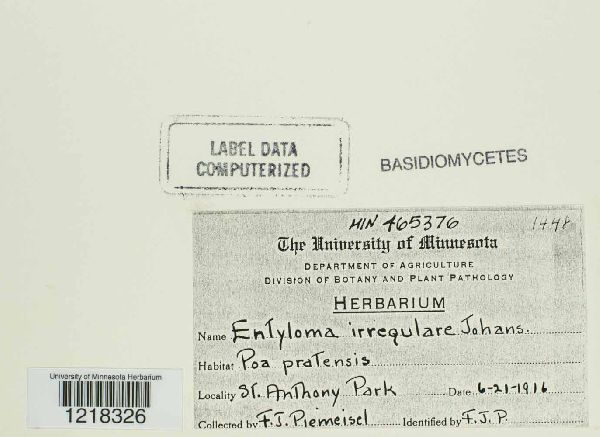 LABEL DATA
COMPUTERIZED
BASIDIOMYCETES
MIN 465376 1448
The University of Minnesota
DEPARTMENT OF AGRICULTURE
DIVISION OF BOTANY AND PLANT PATHOLOGY
HERBARIUM
Name Entyloma irregulare Johans.
Habitat Poa pratensis
Locality St. Anthony Park Date 6-21-1916
Collected by F.J. Piemeisel Identified by F.J.P.
University of Minnesota Herbarium
1218326